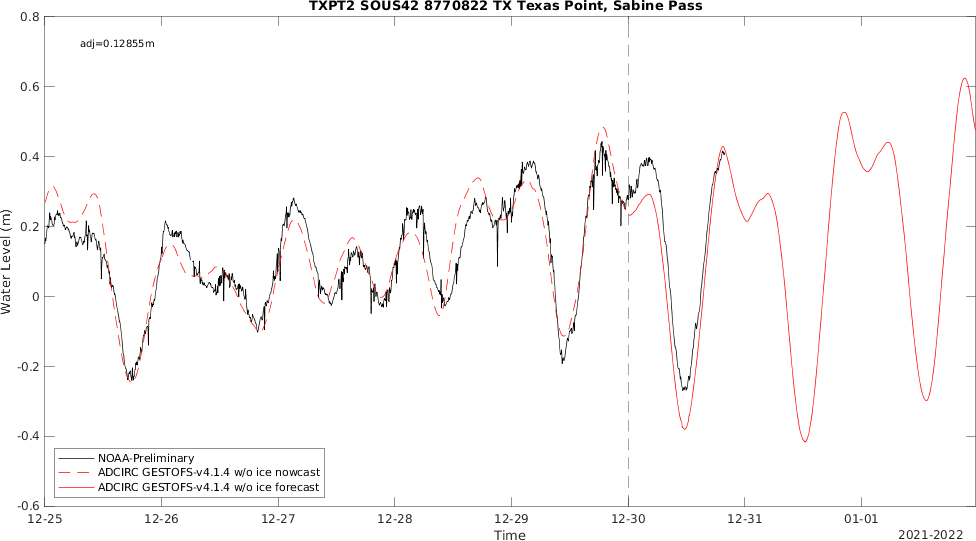 TXPT2 SOUS42 8770822 TX Texas Point, Sabine Pass
adj=0.12855m
0.8
0.6
0.4
0.2
0
-0.2
-0.4
-0.6
Water Level (m)
NOAA-Preliminary
ADCIRC GESTOFS-v4.1.4 w/o ice nowcast
ADCIRC GESTOFS-v4.1.4 w/o ice forecast
12-25 12-26 12-27 12-28 12-29 12-30 12-31 01-01
Time
2021-2022